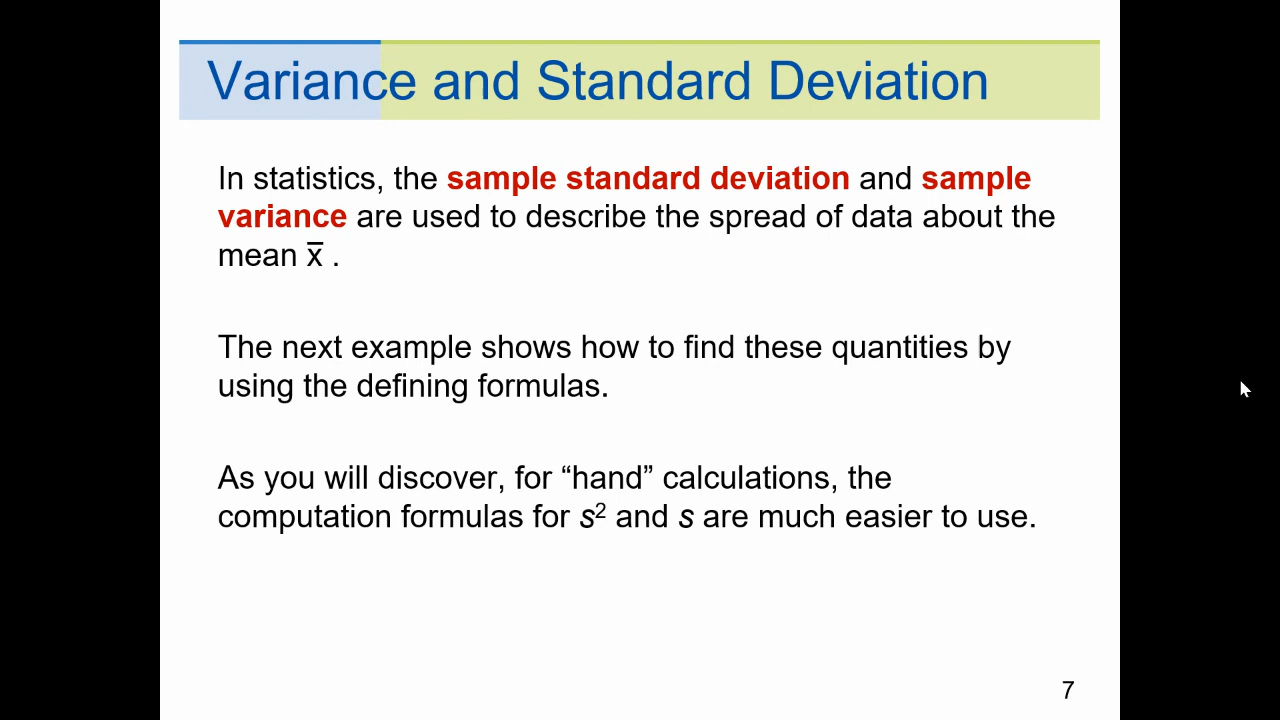 Variance and Standard Deviation
In statistics, the sample standard deviation and sample
variance are used to describe the spread of data about the
mean x̅ .
The next example shows how to find these quantities by
using the defining formulas.
As you will discover, for “hand” calculations, the
computation formulas for s² and s are much easier to use.
7